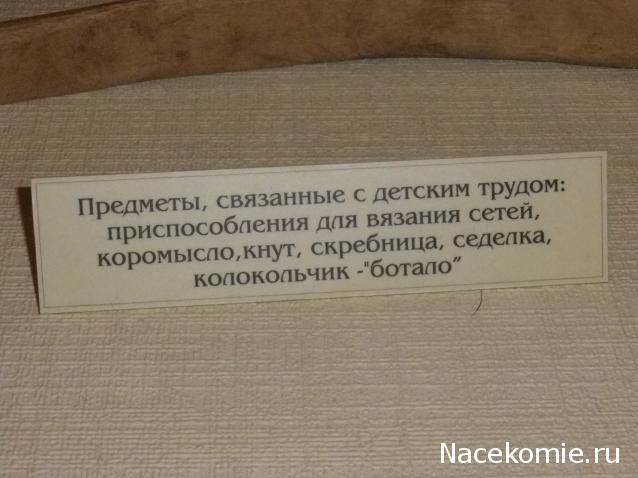 Предметы, связанные с детским трудом:
приспособления для вязания сетей,
коромысло,кнут, скребница, седелка,
колокольчик -"ботало"
Nacekomie.ru